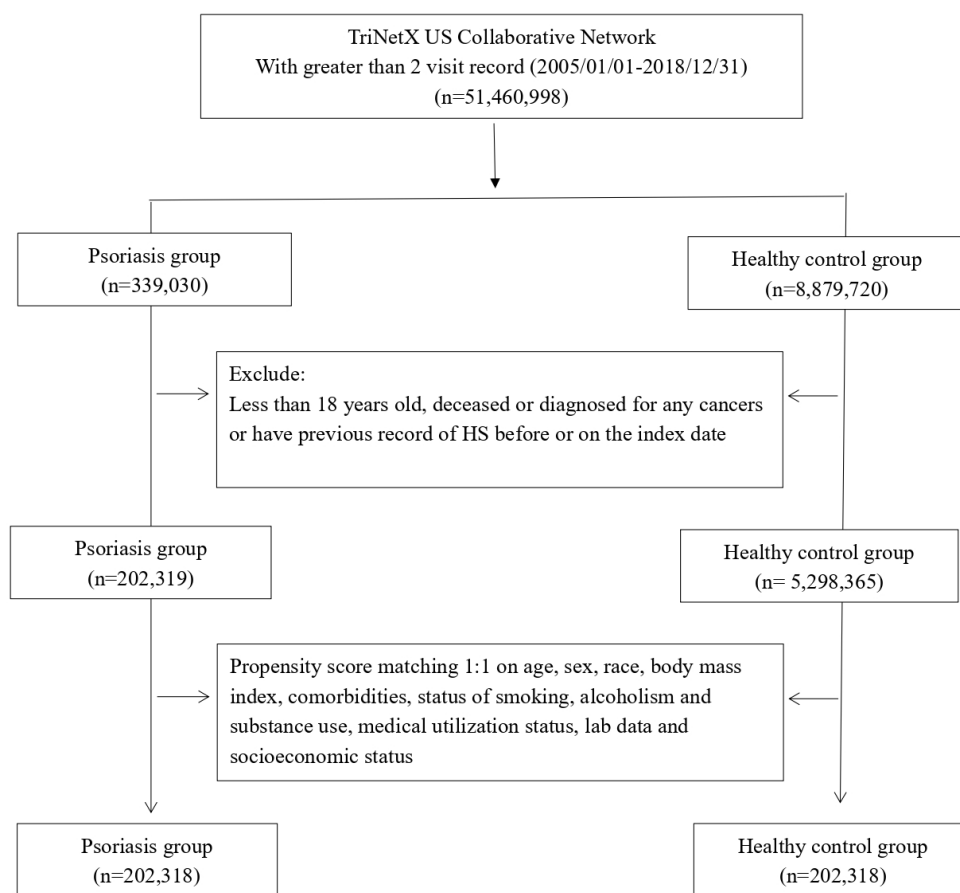 TriNetX US Collaborative Network
With greater than 2 visit record (2005/01/01-2018/12/31)
(n=51,460,998)
Psoriasis group
(n=339,030)
Healthy control group
(n=8,879,720)
Exclude:
Less than 18 years old, deceased or diagnosed for any cancers
or have previous record of HS before or on the index date
Psoriasis group
(n=202,319)
Healthy control group
(n= 5,298,365)
Propensity score matching 1:1 on age, sex, race, body mass
index, comorbidities, status of smoking, alcoholism and
substance use, medical utilization status, lab data and
socioeconomic status
Psoriasis group
(n=202,318)
Healthy control group
(n=202,318)